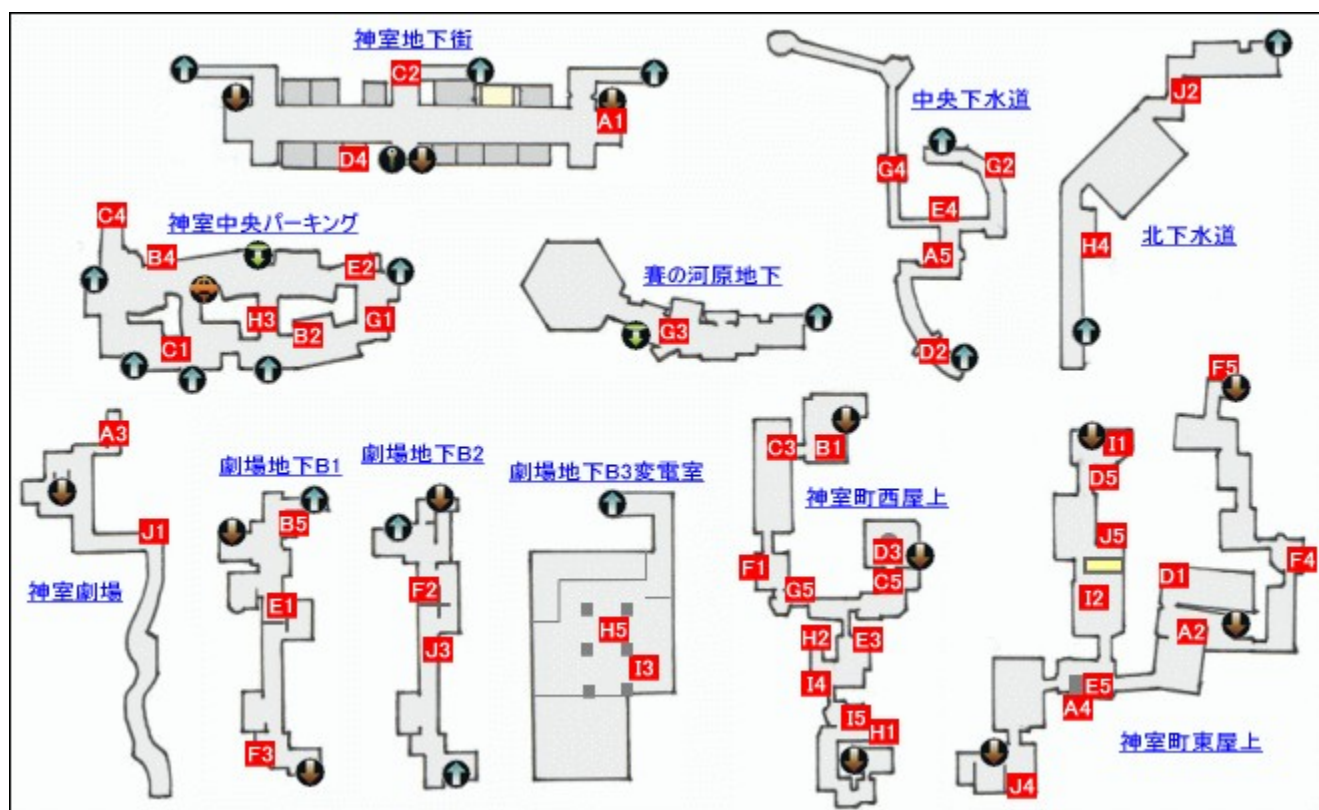 神室地下街
C2
A1
D4
中央下水道
G4
G2
E4
A5
D2
J2
北下水道
H4
神室中央パーキング
C4
B4
E2
H3
B2
G1
C1
賽の河原地下
G3
A3
J1
神室劇場
劇場地下B1
B5
E1
F3
劇場地下B2
F2
J3
劇場地下B3変電室
H5
I3
神室町西屋上
C3
B1
D3
C5
F1
G5
H2
E3
I4
I5
H1
神室町東屋上
F5
I1
D5
J5
F4
D1
I2
A2
E5
A4
J4